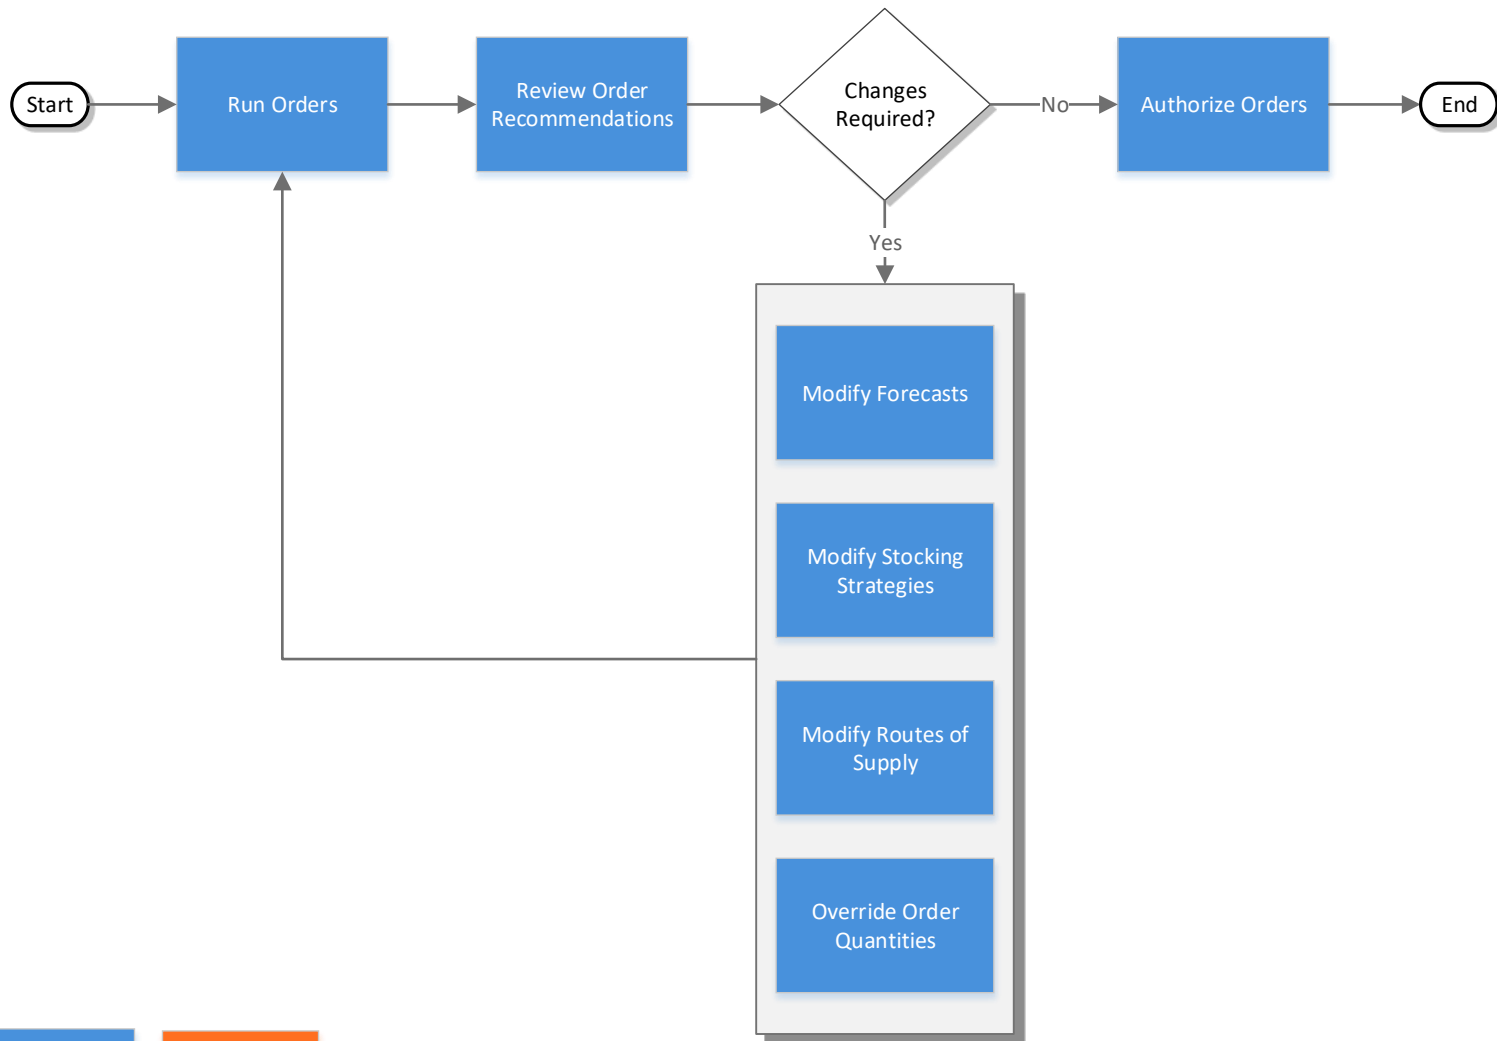 Start
Run Orders
Review Order
Recommendations
Changes
Required?
No
Authorize Orders
End
Yes
Modify Forecasts
Modify Stocking
Strategies
Modify Routes of
Supply
Override Order
Quantities